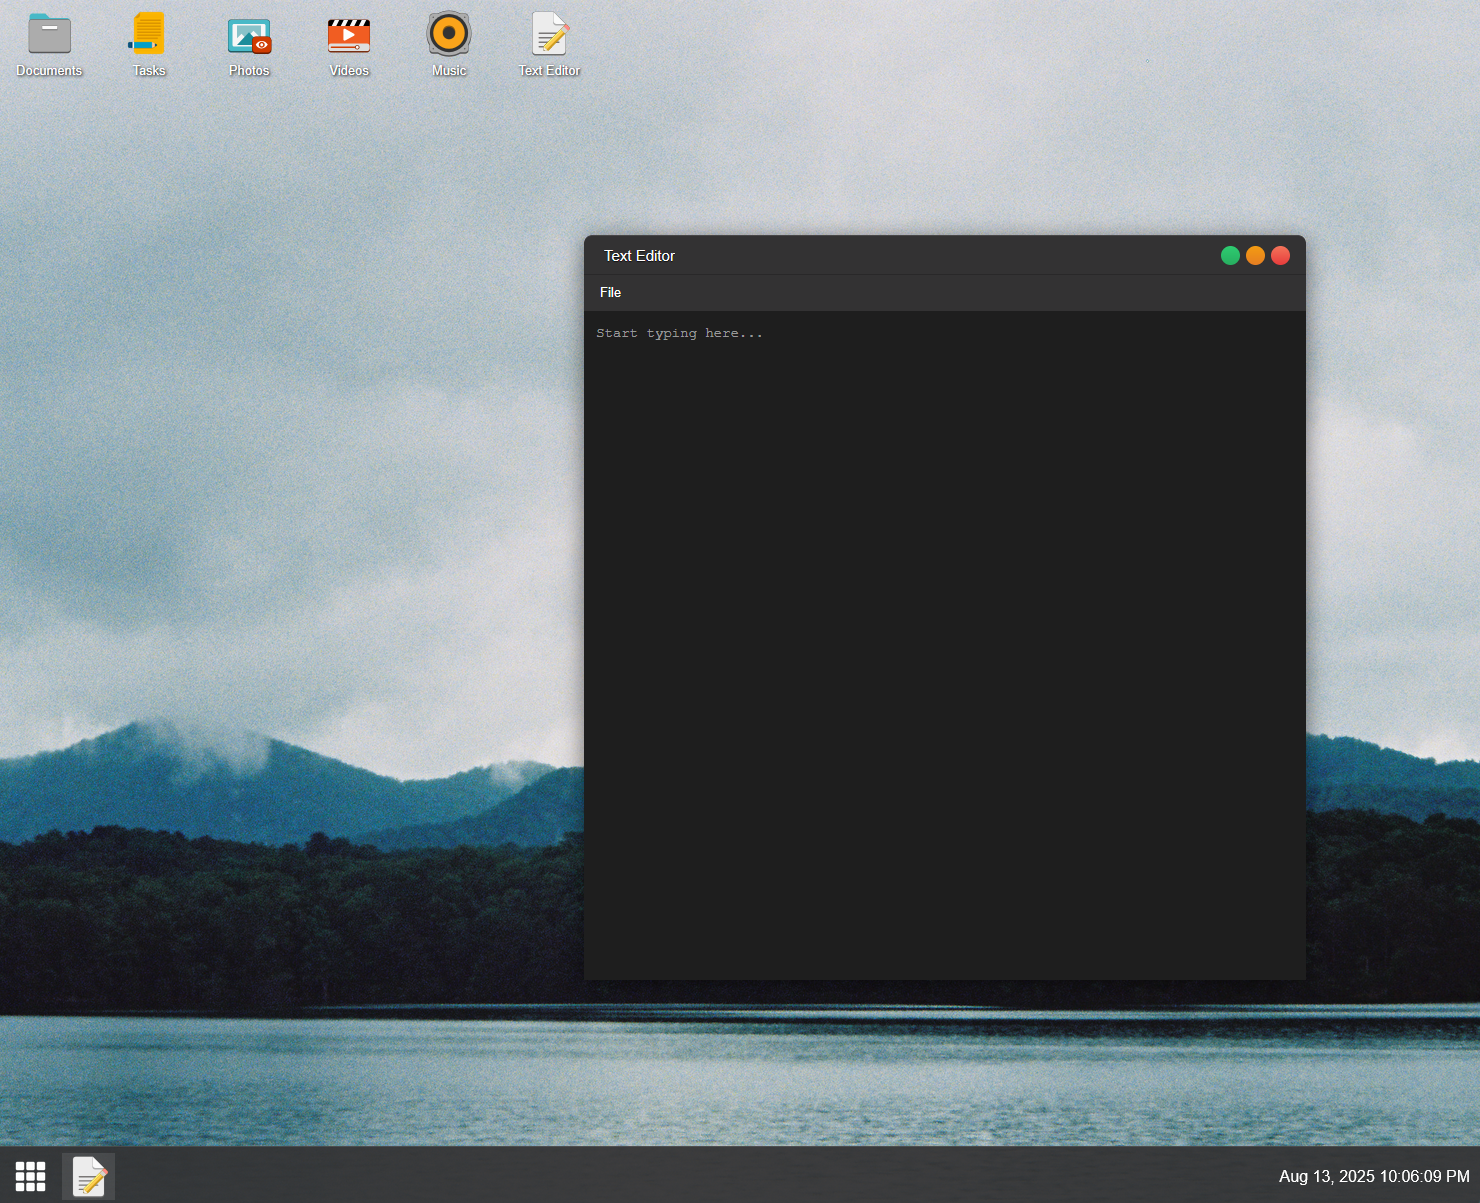 Documents
Tasks
Photos
Videos
Music
Text Editor
Text Editor
File
Start typing here...
Aug 13, 2025 10:06:09 PM